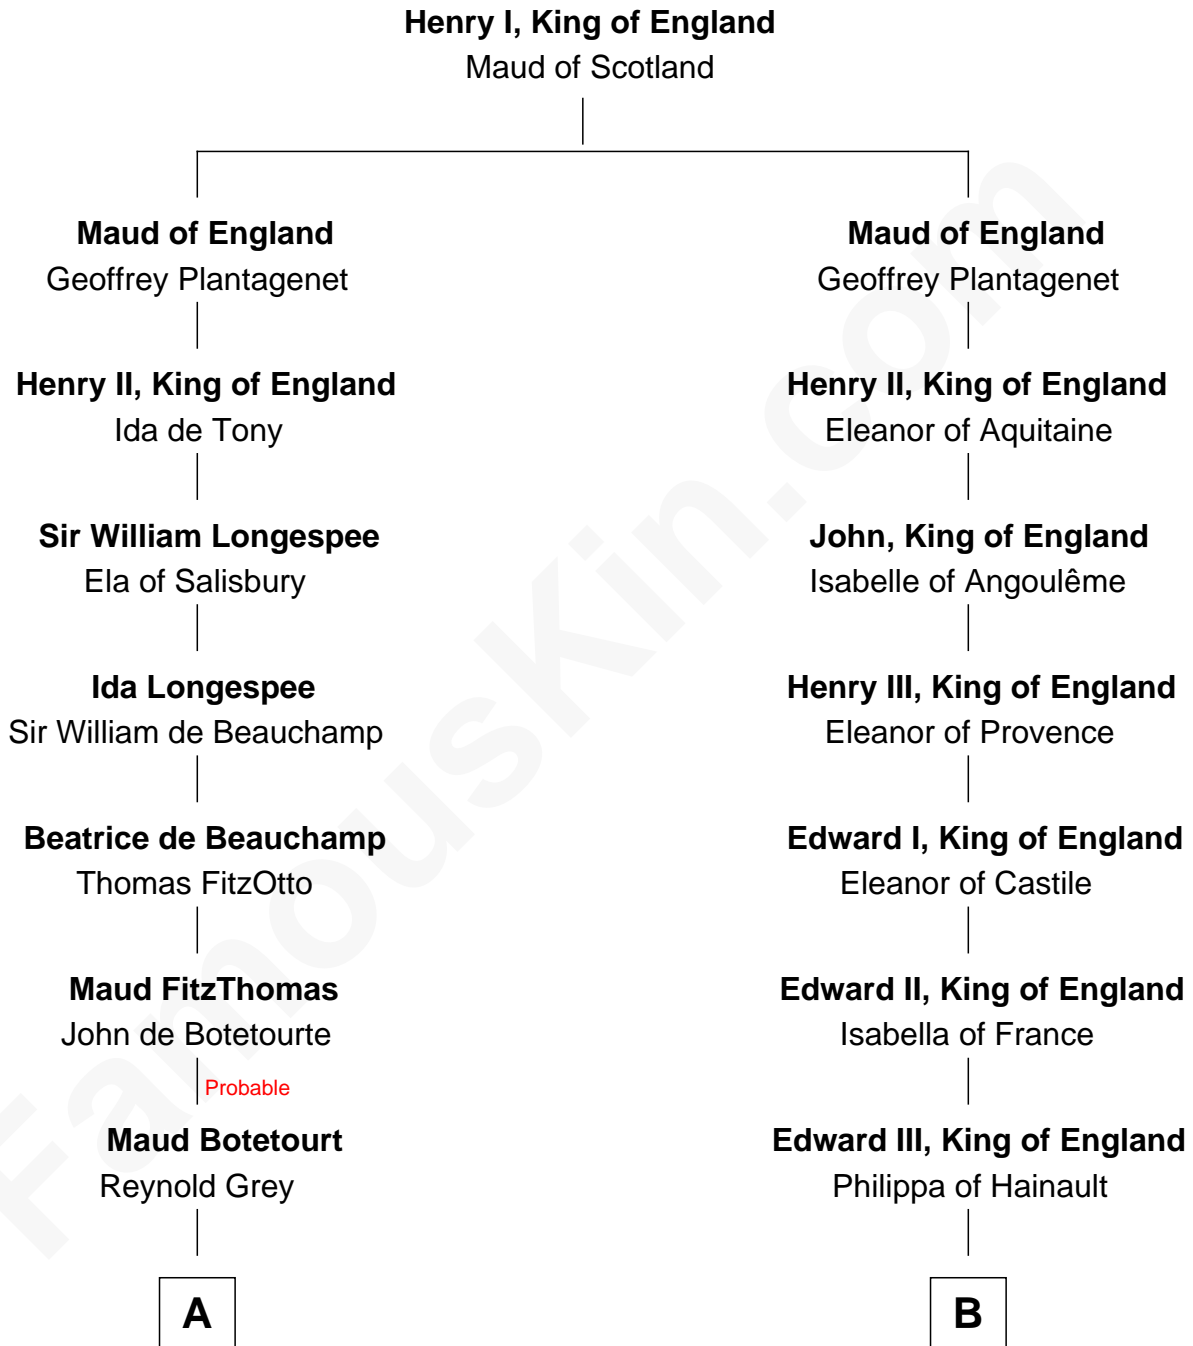 Henry I, King of England
Maud of Scotland
Maud of England
Geoffrey Plantagenet
Henry II, King of England
Ida de Tony
Sir William Longespee
Ela of Salisbury
Ida Longespee
Sir William de Beauchamp
Beatrice de Beauchamp
Thomas FitzOtto
Maud FitzThomas
John de Botetourte
Probable
Maud Botetourt
Reynold Grey
A
Maud of England
Geoffrey Plantagenet
Henry II, King of England
Eleanor of Aquitaine
John, King of England
Isabelle of Angoulême
Henry III, King of England
Eleanor of Provence
Edward I, King of England
Eleanor of Castile
Edward II, King of England
Isabella of France
Edward III, King of England
Philippa of Hainault
B
FamousKin.com